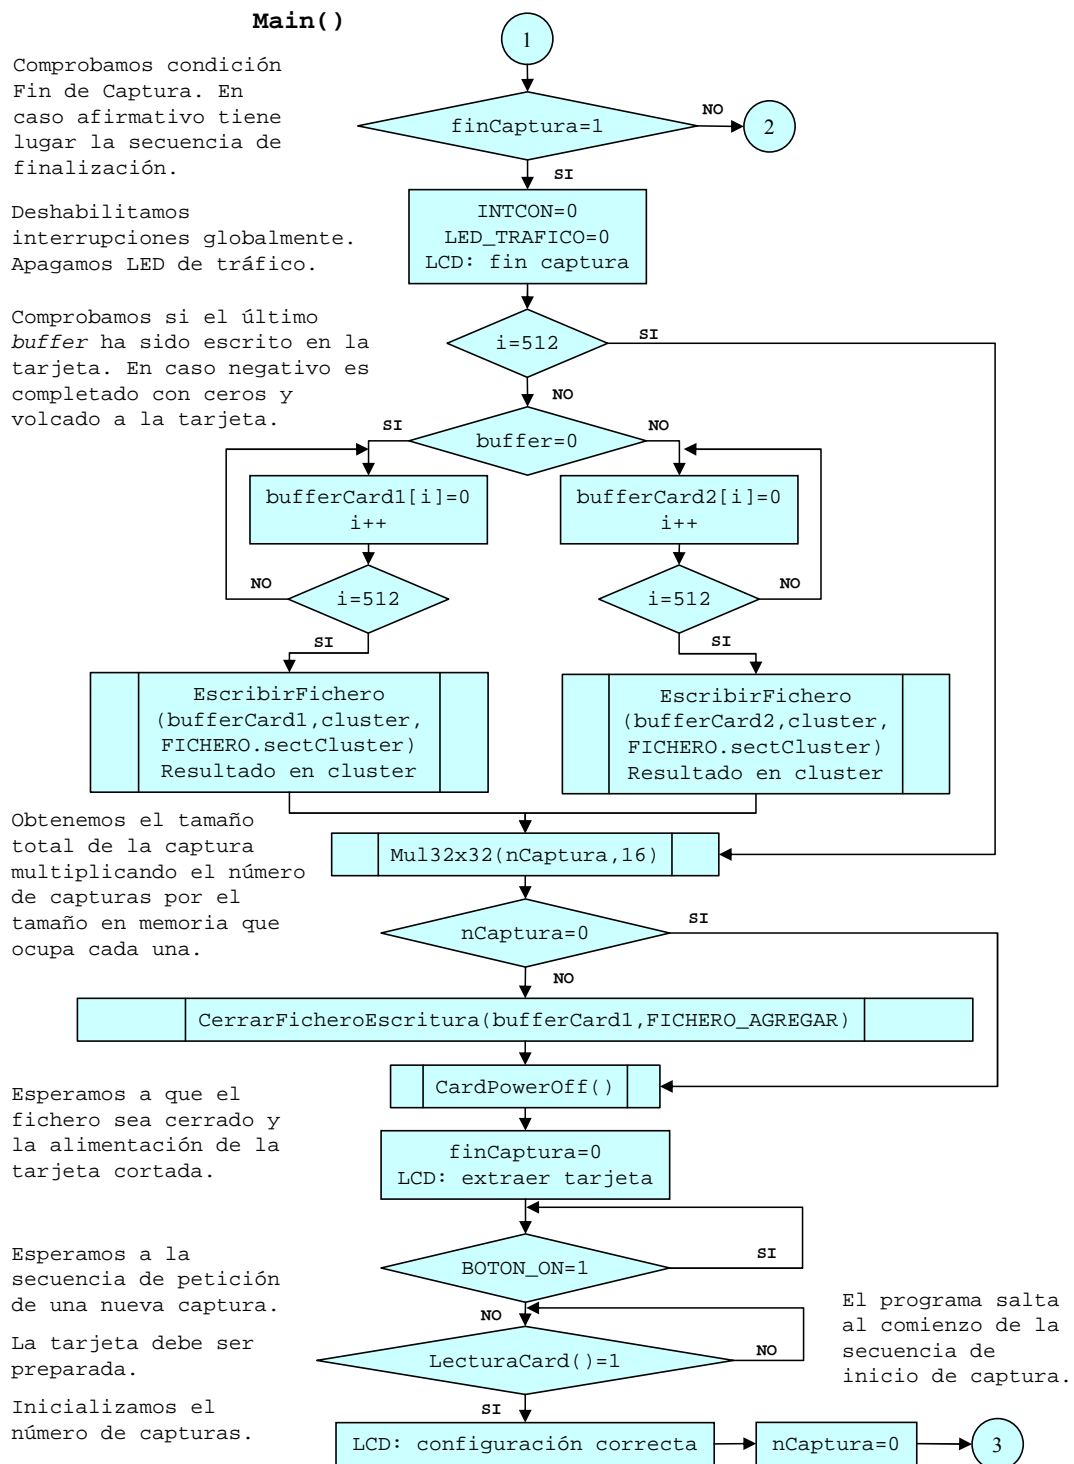 Main()
1
Comprobamos condición
Fin de Captura. En
caso afirmativo tiene
lugar la secuencia de
finalización.
finCaptura=1
NO
2
SI
Deshabilitamos
interrupciones globalmente.
Apagamos LED de tráfico.
INTCON=0
LED_TRAFICO=0
LCD: fin captura
Comprobamos si el último
buffer ha sido escrito en la
tarjeta. En caso negativo es
completado con ceros y
volcado a la tarjeta.
i=512
SI
NO
buffer=0
SI
NO
bufferCard1[i]=0
i++
bufferCard2[i]=0
i++
i=512
NO
SI
i=512
NO
SI
EscribirFichero
(bufferCard1,cluster,
FICHERO.sectCluster)
Resultado en cluster
EscribirFichero
(bufferCard2,cluster,
FICHERO.sectCluster)
Resultado en cluster
Obtenemos el tamaño
total de la captura
multiplicando el número
de capturas por el
tamaño en memoria que
ocupa cada una.
Mul32x32(nCaptura,16)
nCaptura=0
SI
NO
CerrarFicheroEscritura(bufferCard1,FICHERO_AGREGAR)
CardPowerOff()
Esperamos a que el
fichero sea cerrado y
la alimentación de la
tarjeta cortada.
finCaptura=0
LCD: extraer tarjeta
Esperamos a la
secuencia de petición
de una nueva captura.
BOTON_ON=1
SI
NO
La tarjeta debe ser
preparada.
LecturaCard()=1
NO
SI
El programa salta
al comienzo de la
secuencia de
inicio de captura.
Inicializamos el
número de capturas.
LCD: configuración correcta
nCaptura=0
3